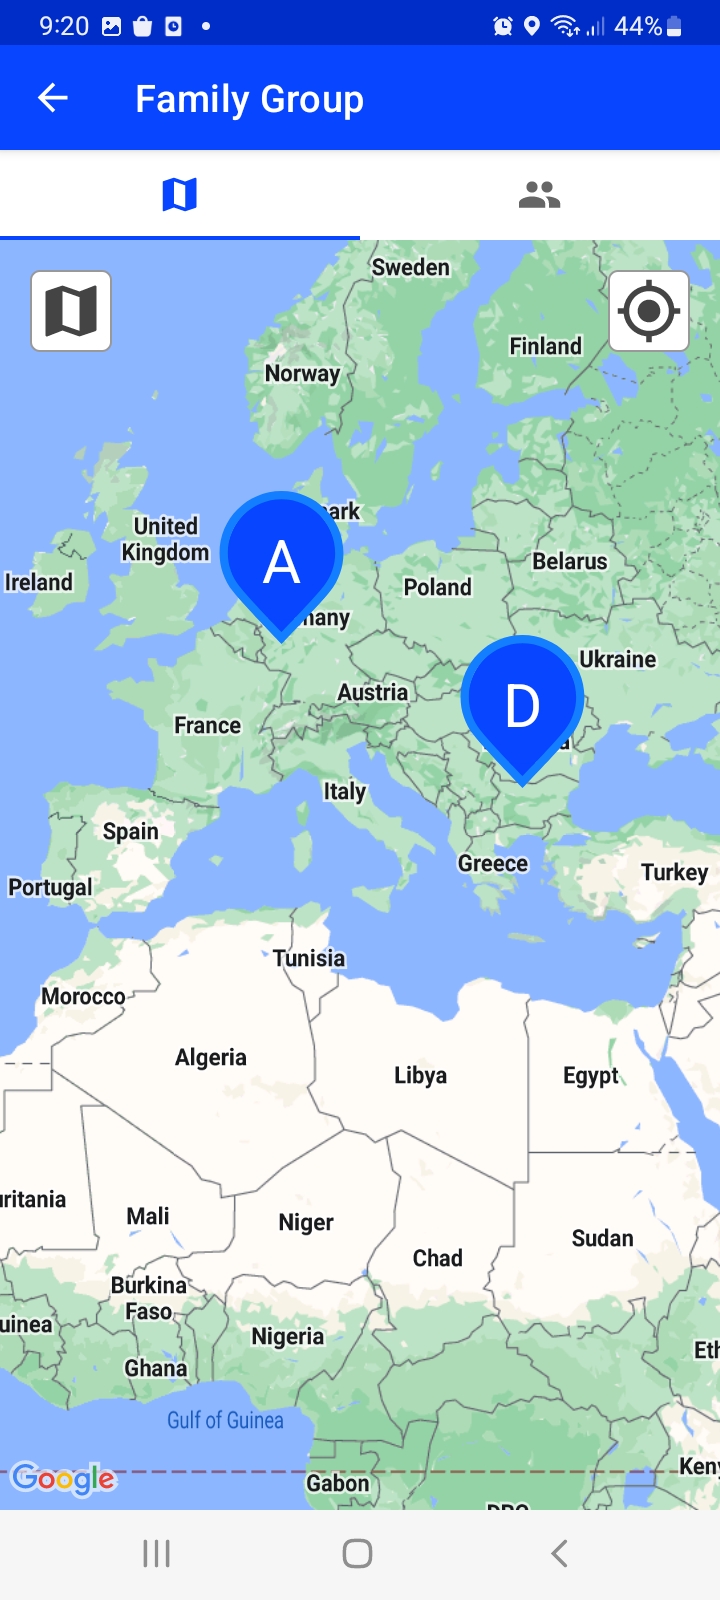 9:20
44%
Family Group
Sweden
Finland
Norway
ark
United
Kingdom
A
Belarus
Ireland
Poland
many
Ukraine
D
Austria
France
a
Italy
Spain
Greece
Turkey
Portugal
Tunisia
Morocco
Algeria
Libya
Egypt
ritania
Mali
Niger
Sudan
Chad
Burkina
Faso
uinea
Nigeria
Eth
Ghana
Gulf of Guinea
Keny
Google
Gabon
DRC